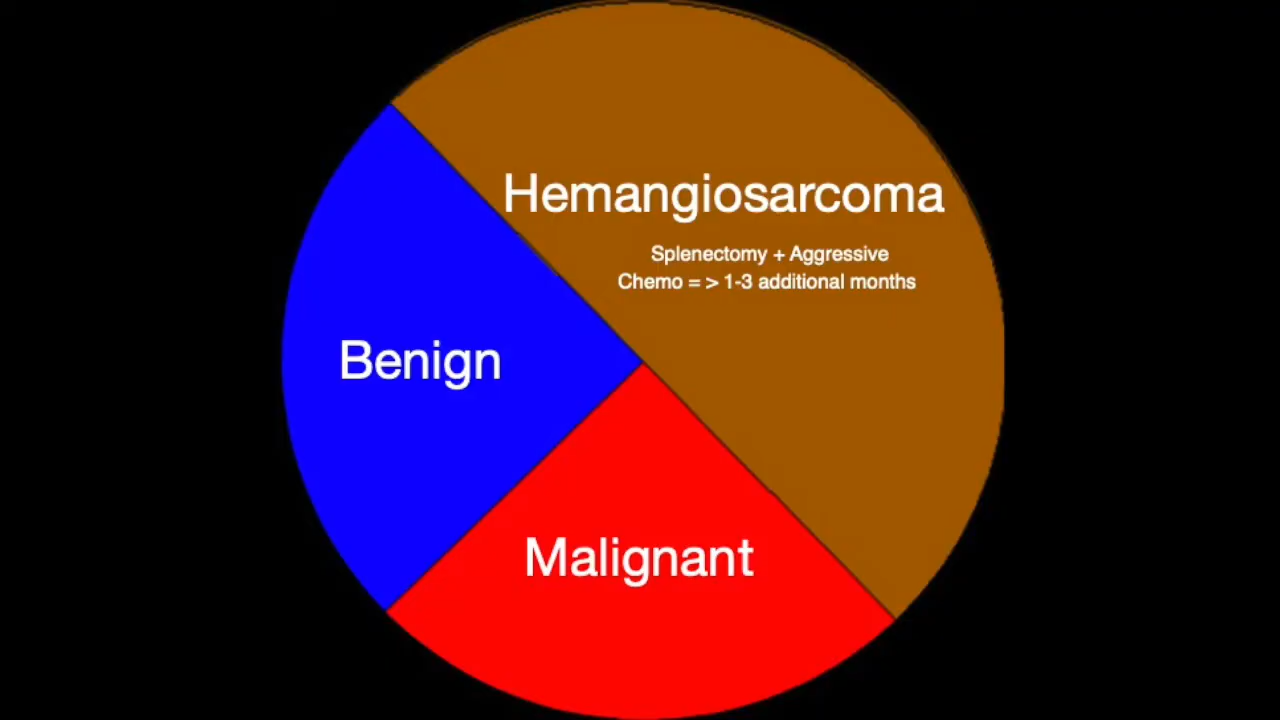 Hemangiosarcoma
Splenectomy + Aggressive
Chemo = > 1-3 additional months
Benign
Malignant